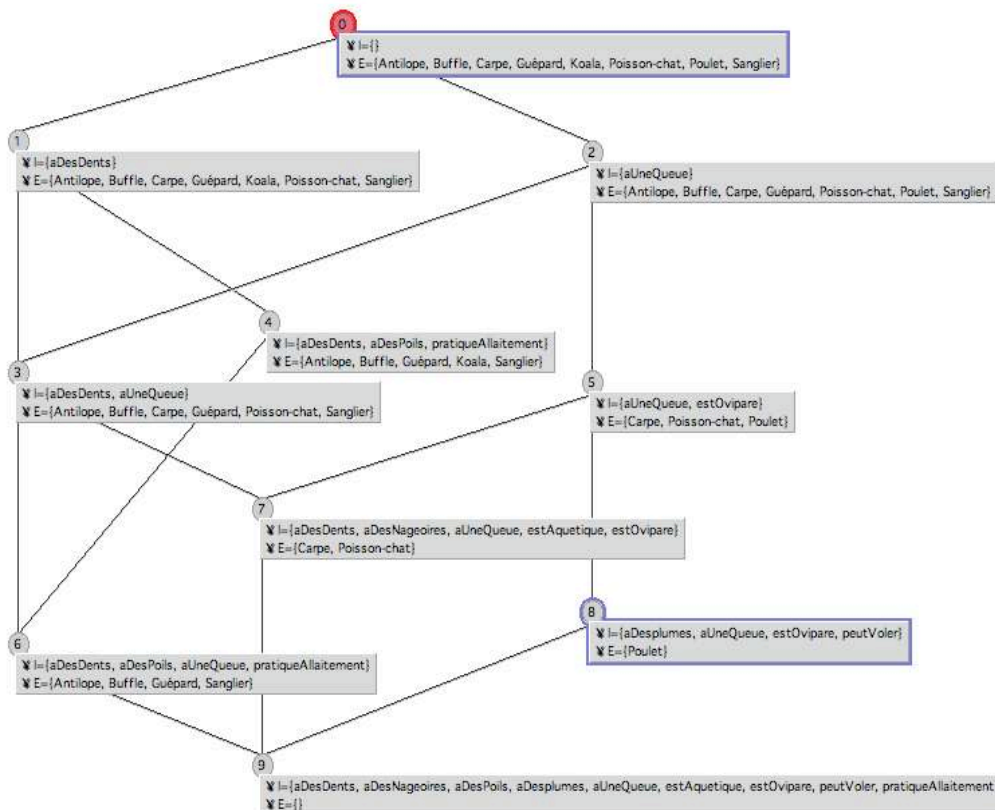 0
¥ I={}
¥ E={Antilope, Buffle, Carpe, Guépard, Koala, Poisson-chat, Poulet, Sanglier}
1
¥ I={aDesDents}
¥ E={Antilope, Buffle, Carpe, Guépard, Koala, Poisson-chat, Sanglier}
2
¥ I={aUneQueue}
¥ E={Antilope, Buffle, Carpe, Guépard, Poisson-chat, Poulet, Sanglier}
4
¥ I={aDesDents, aDesPoils, pratiqueAllaitement}
¥ E={Antilope, Buffle, Guépard, Koala, Sanglier}
3
¥ I={aDesDents, aUneQueue}
¥ E={Antilope, Buffle, Carpe, Guépard, Poisson-chat, Sanglier}
5
¥ I={aUneQueue, estOvipare}
¥ E={Carpe, Poisson-chat, Poulet}
7
¥ I={aDesDents, aDesNageoires, aUneQueue, estAquetique, estOvipare}
¥ E={Carpe, Poisson-chat}
8
¥ I={aDesplumes, aUneQueue, estOvipare, peutVoler}
¥ E={Poulet}
6
¥ I={aDesDents, aDesPoils, aUneQueue, pratiqueAllaitement}
¥ E={Antilope, Buffle, Guépard, Sanglier}
9
¥ I={aDesDents, aDesNageoires, aDesPoils, aDesplumes, aUneQueue, estAquetique, estOvipare, peutVoler, pratiqueAllaitement
¥ E={}